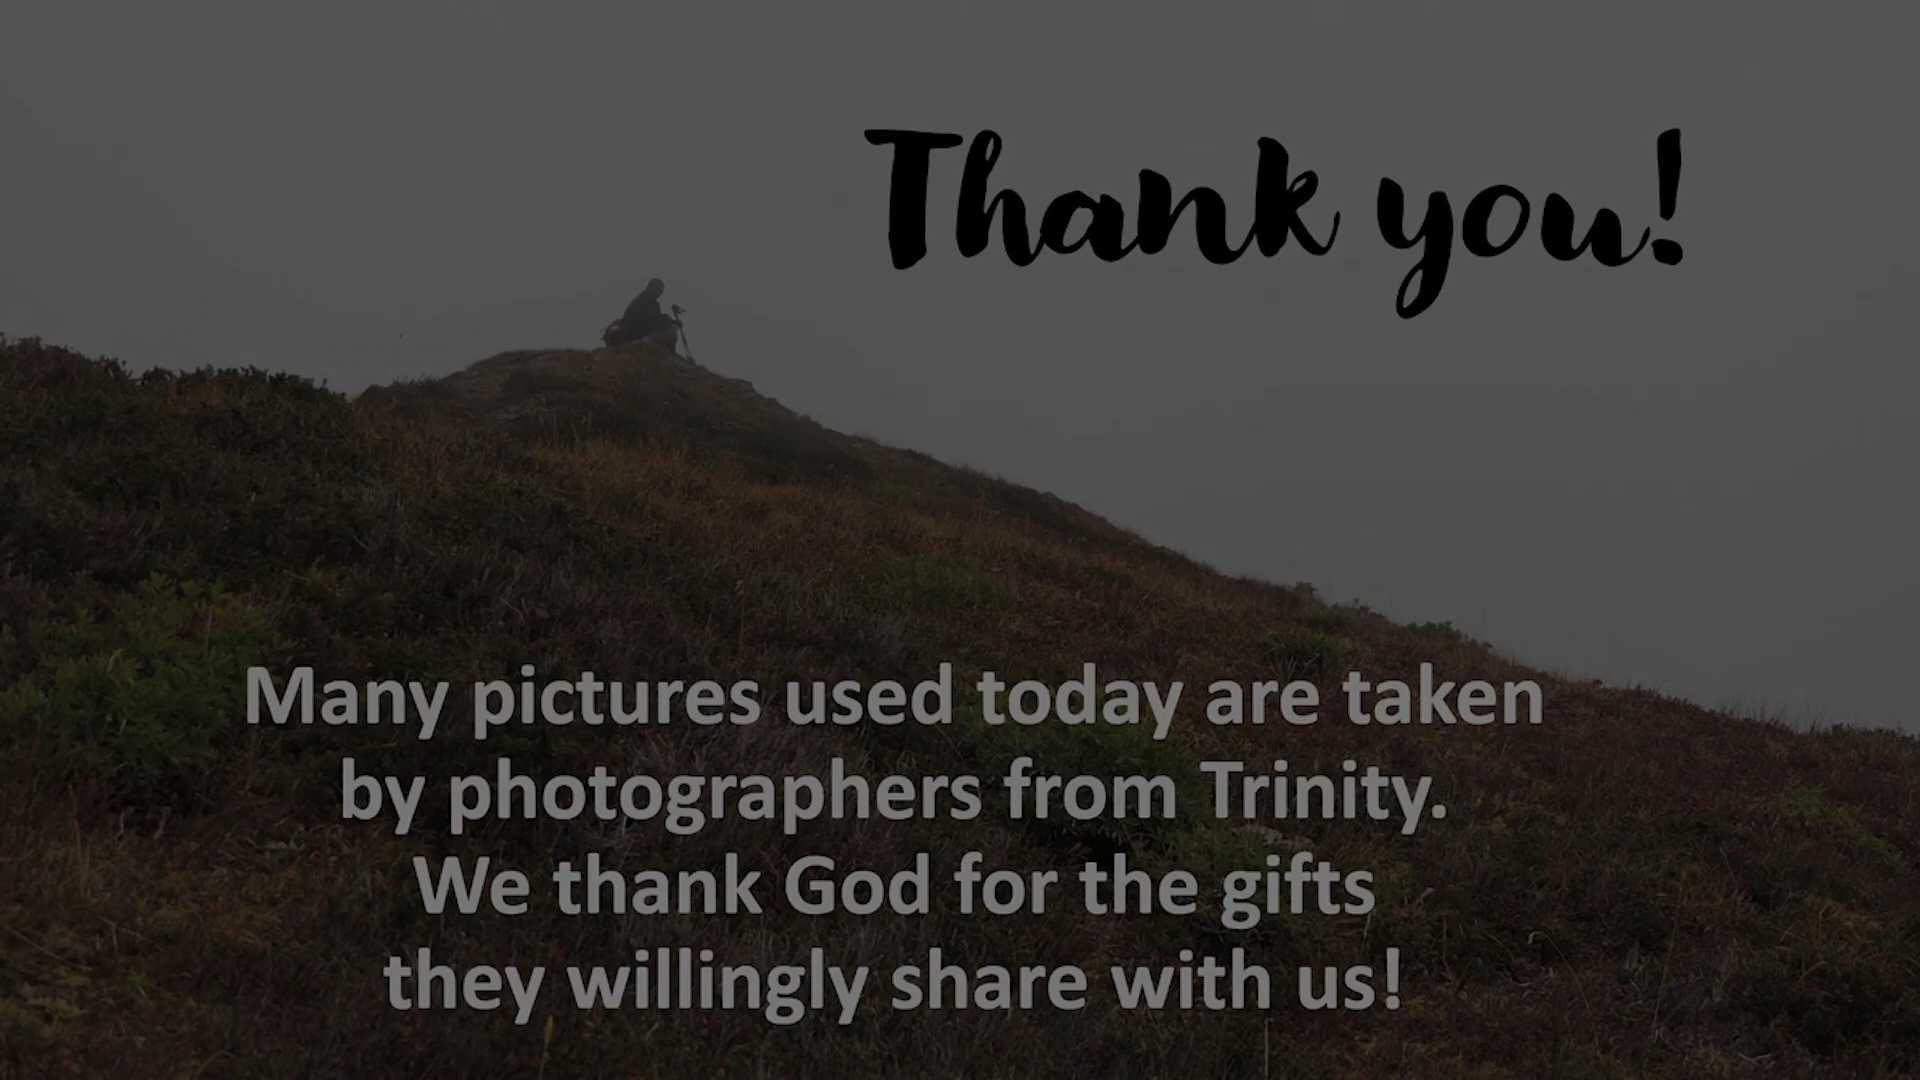 Thank you!
Many pictures used today are taken
by photographers from Trinity.
We thank God for the gifts
they willingly share with us!